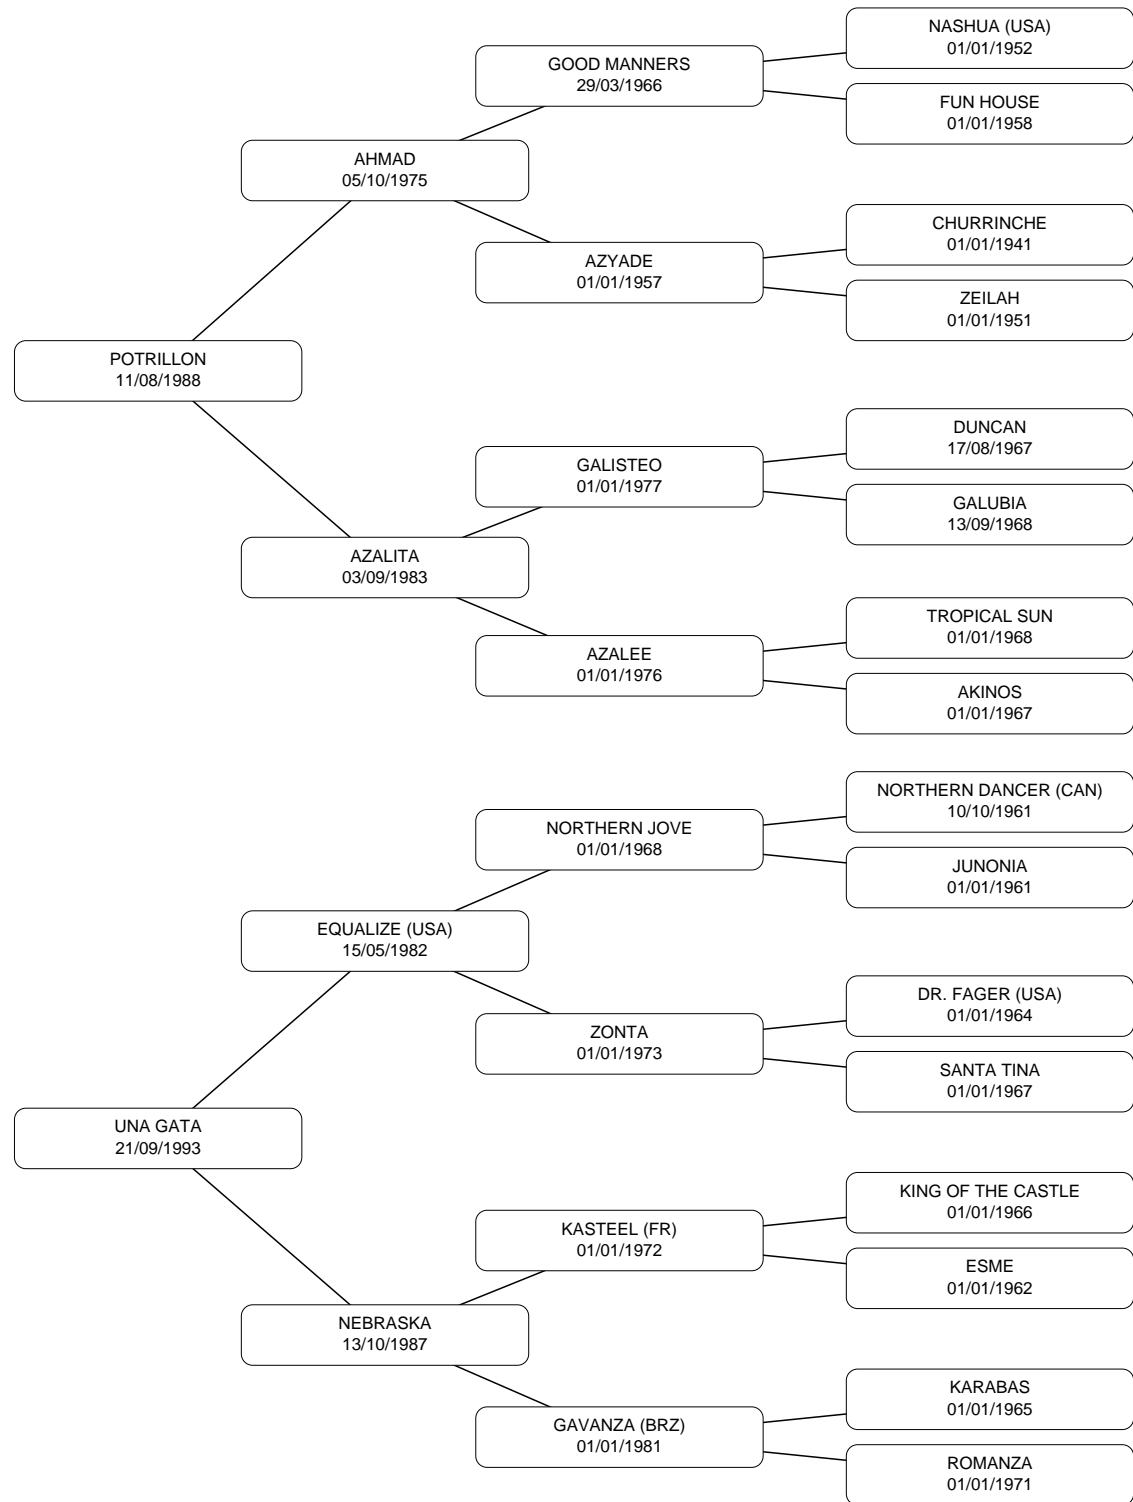 NASHUA (USA)
01/01/1952
GOOD MANNERS
29/03/1966
FUN HOUSE
01/01/1958
AHMAD
05/10/1975
CHURRINCHE
01/01/1941
AZYADE
01/01/1957
ZEILAH
01/01/1951
POTRILLON
11/08/1988
DUNCAN
17/08/1967
GALISTEO
01/01/1977
GALUBIA
13/09/1968
AZALITA
03/09/1983
TROPICAL SUN
01/01/1968
AZALEE
01/01/1976
AKINOS
01/01/1967
NORTHERN DANCER (CAN)
10/10/1961
NORTHERN JOVE
01/01/1968
JUNONIA
01/01/1961
EQUALIZE (USA)
15/05/1982
DR. FAGER (USA)
01/01/1964
ZONTA
01/01/1973
SANTA TINA
01/01/1967
UNA GATA
21/09/1993
KING OF THE CASTLE
01/01/1966
KASTEEL (FR)
01/01/1972
ESME
01/01/1962
NEBRASKA
13/10/1987
KARABAS
01/01/1965
GAVANZA (BRZ)
01/01/1981
ROMANZA
01/01/1971